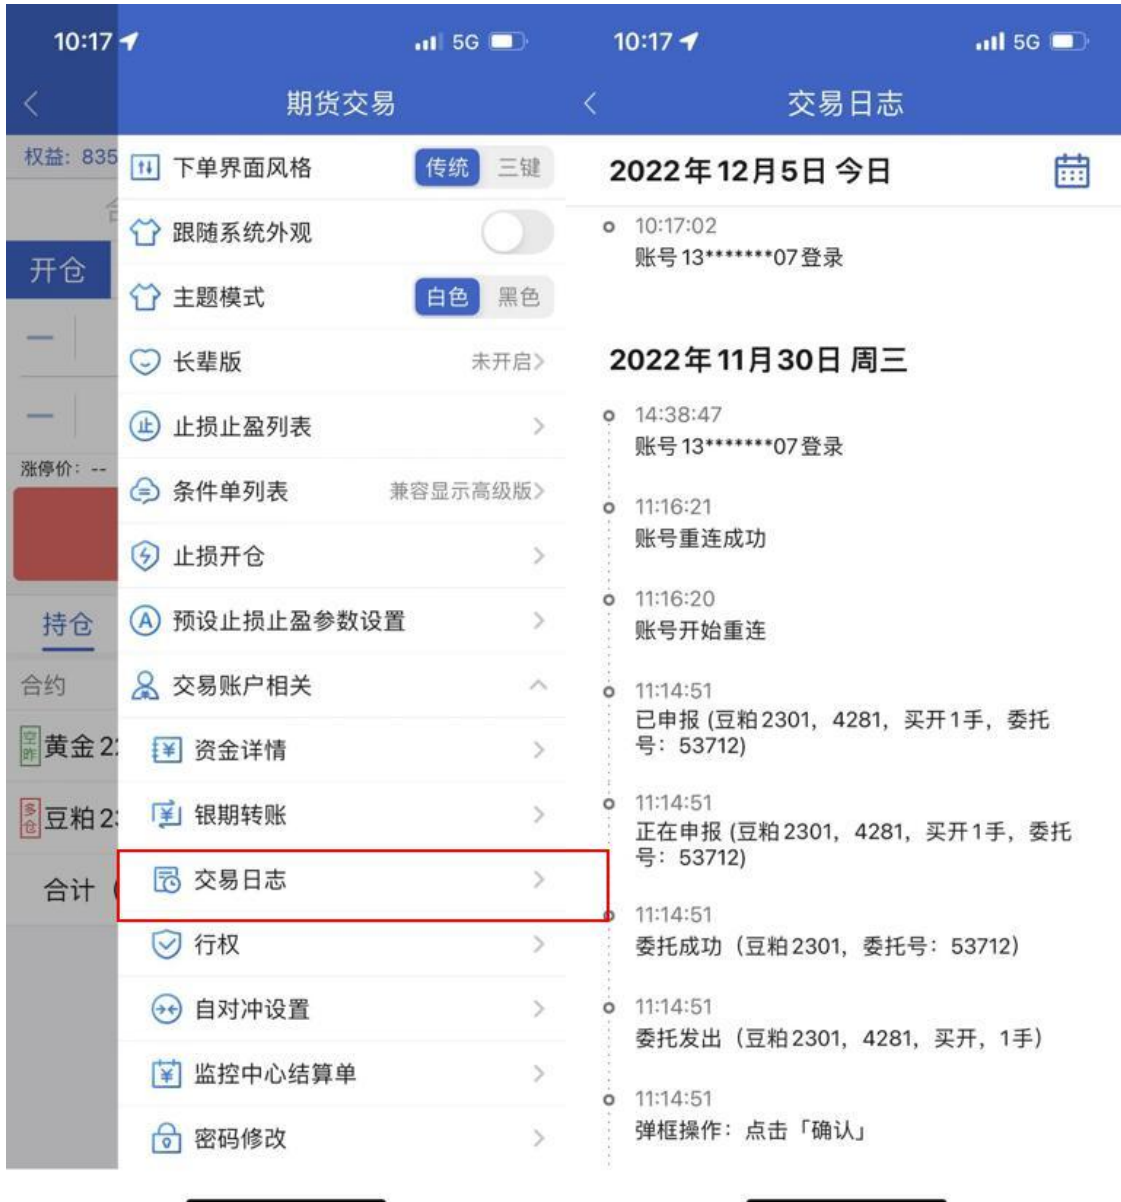 10:17
5G
期货交易
权益: 835
开仓
涨停价: --
持仓
合约
空
昨
黄金2
多
仓
豆粕2
合计
下单界面风格
传统
三键
跟随系统外观
主题模式
白色
黑色
长辈版
未开启
止
止损止盈列表
条件单列表
兼容显示高级版
止损开仓
A
预设止损止盈参数设置
交易账户相关
¥
资金详情
¥
银期转账
交易日志
行权
自对冲设置
¥
监控中心结算单
密码修改
10:17
5G
交易日志
2022年12月5日 今日
10:17:02
账号13*******07登录
2022年11月30日 周三
14:38:47
账号13*******07登录
11:16:21
账号重连成功
11:16:20
账号开始重连
11:14:51
已申报 (豆粕2301，4281，买开1手，委托
号：53712)
11:14:51
正在申报 (豆粕2301，4281，买开1手，委托
号：53712)
11:14:51
委托成功（豆粕2301，委托号：53712）
11:14:51
委托发出（豆粕2301，4281，买开，1手）
11:14:51
弹框操作：点击「确认」